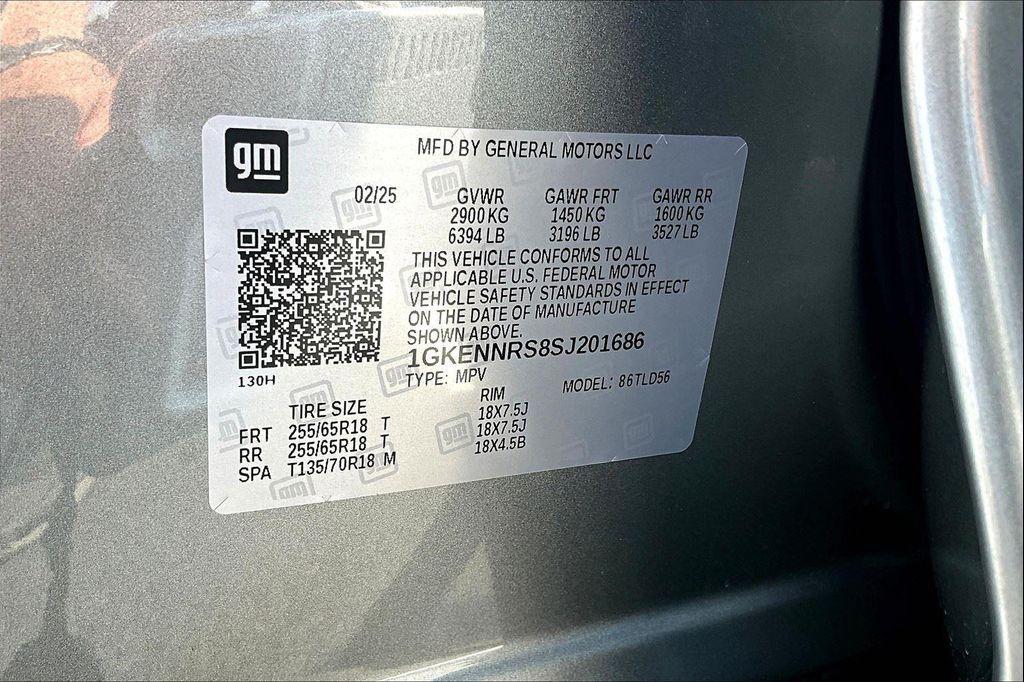 gm
MFD BY GENERAL MOTORS LLC
02/25 GVWR GAWR FRT GAWR RR
2900 KG 1450 KG 1600 KG
6394 LB 3196 LB 3527 LB
THIS VEHICLE CONFORMS TO ALL
APPLICABLE U.S. FEDERAL MOTOR
VEHICLE SAFETY STANDARDS IN EFFECT
ON THE DATE OF MANUFACTURE
SHOWN ABOVE.
1GKENNRS8SJ201686
130H
TYPE: MPV MODEL: 86TLD56
TIRE SIZE RIM
FRT 255/65R18 T 18X7.5J
RR 255/65R18 T 18X7.5J
SPA T135/70R18 M 18X4.5B